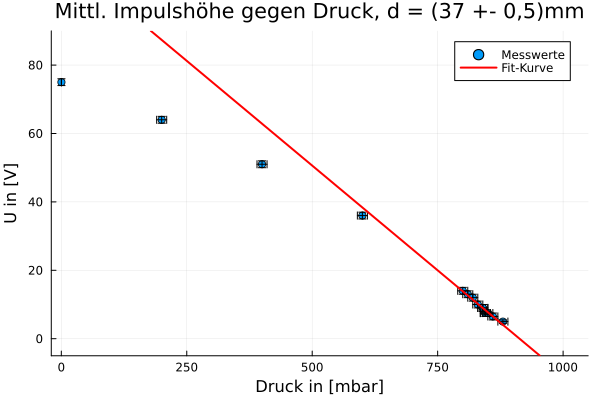 Mittl. Impulshöhe gegen Druck, d = (37 +- 0,5)mm
Messwerte
Fit-Kurve
80
60
40
20
0
U in [V]
0
250
500
750
1000
Druck in [mbar]